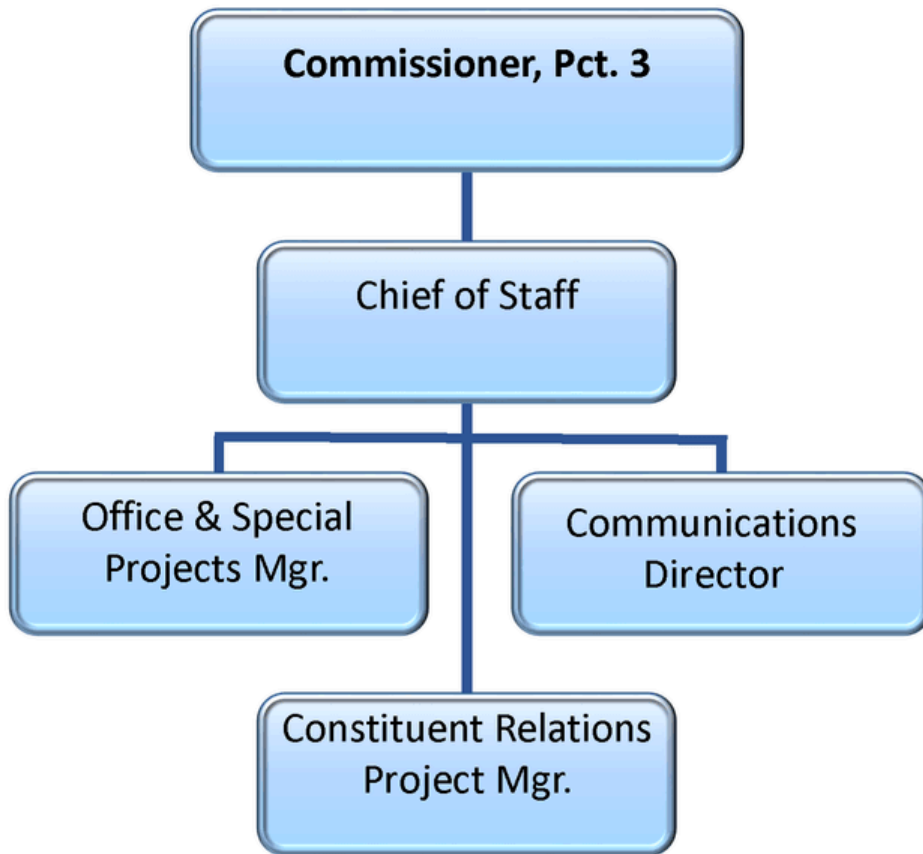 Commissioner, Pct. 3
Chief of Staff
Office & Special
Projects Mgr.
Communications
Director
Constituent Relations
Project Mgr.